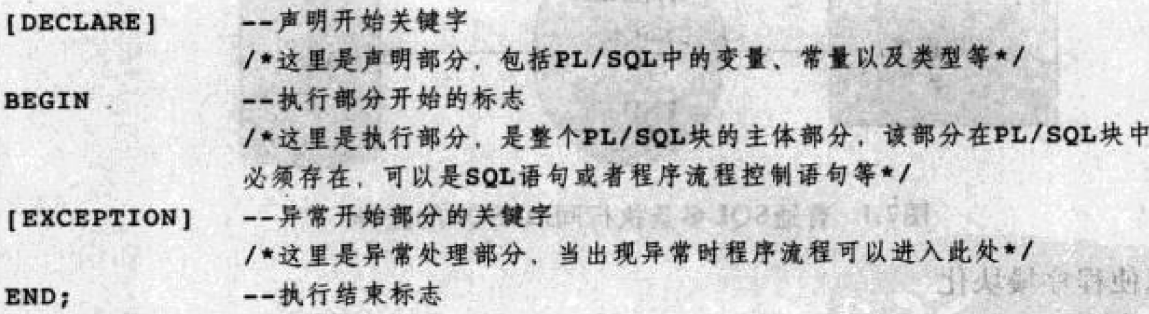 [DECLARE] --声明开始关键字
/*这里是声明部分，包括PL/SQL中的变量、常量以及类型等*/
BEGIN --执行部分开始的标志
/*这里是执行部分，是整个PL/SQL块的主体部分，该部分在PL/SQL块中
必须存在，可以是SQL语句或者程序流程控制语句等*/
[EXCEPTION] --异常开始部分的关键字
/*这里是异常处理部分，当出现异常时程序流程可以进入此处*/
END; --执行结束标志